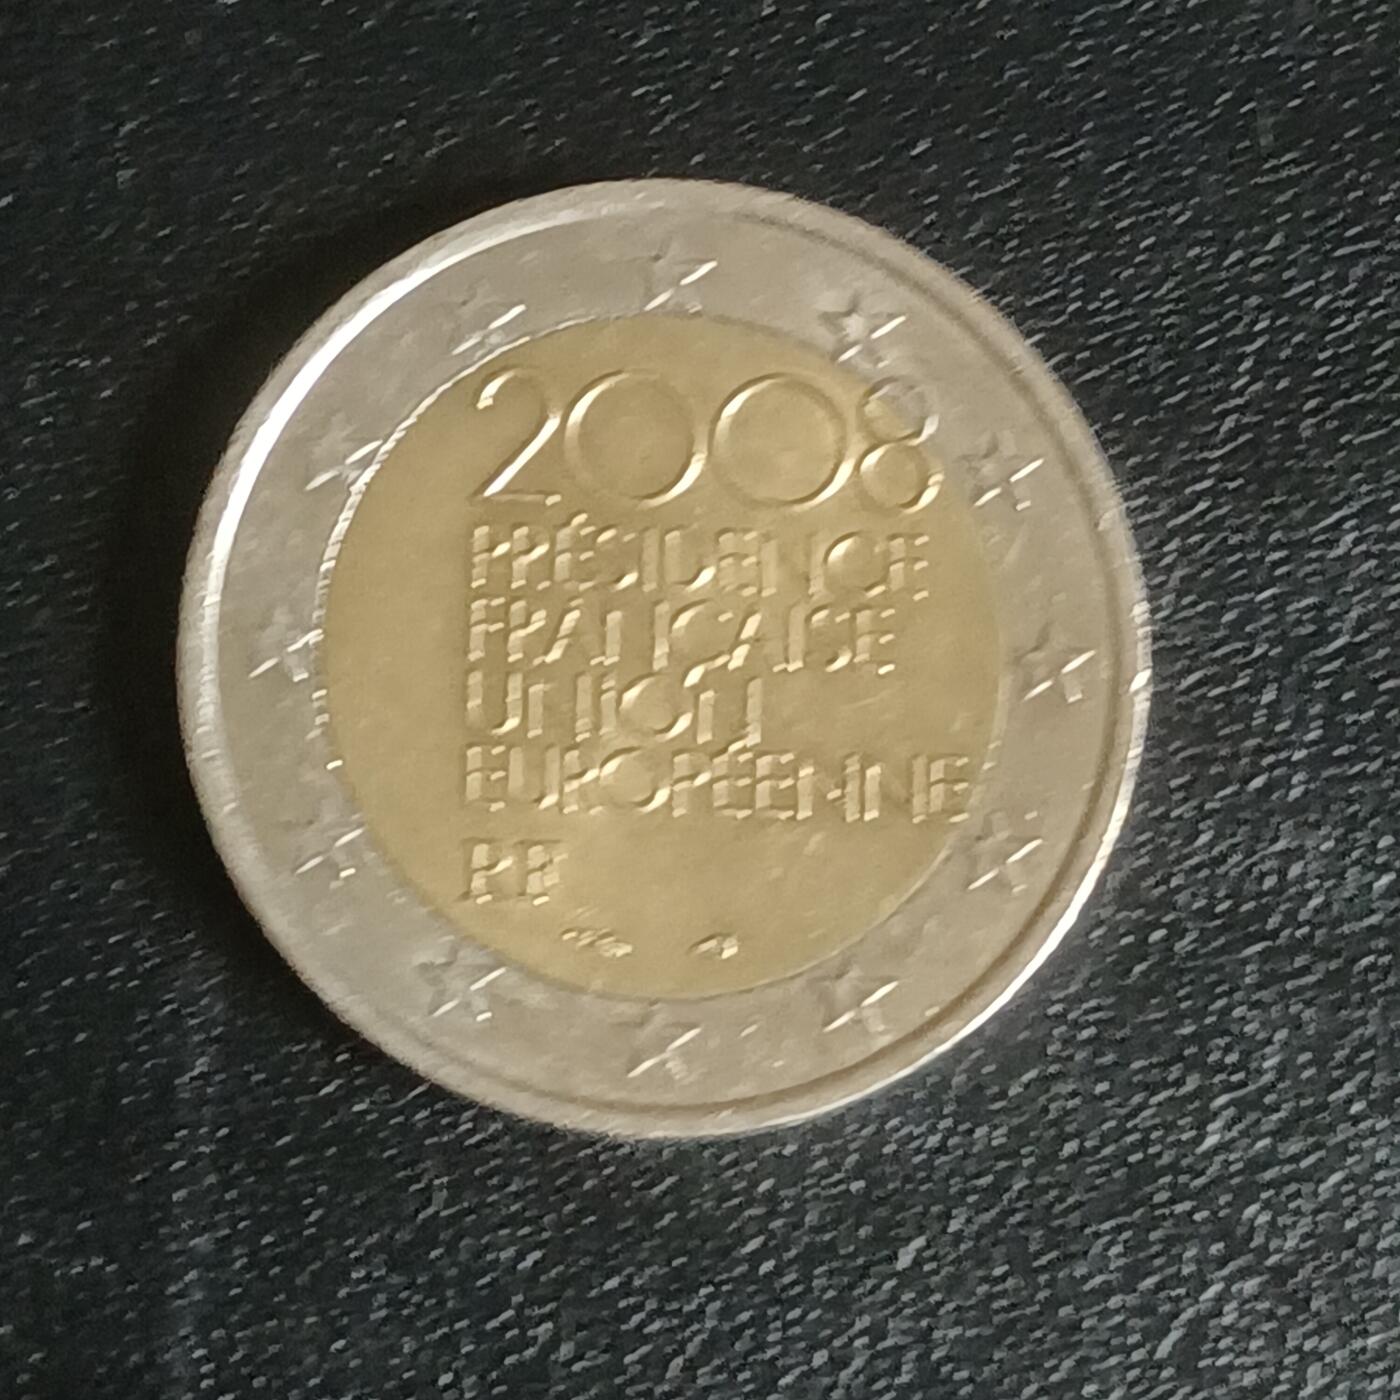 2008
PRÉSIDENCE
FRANÇAISE
UNION
EUROPÉENNE
RF